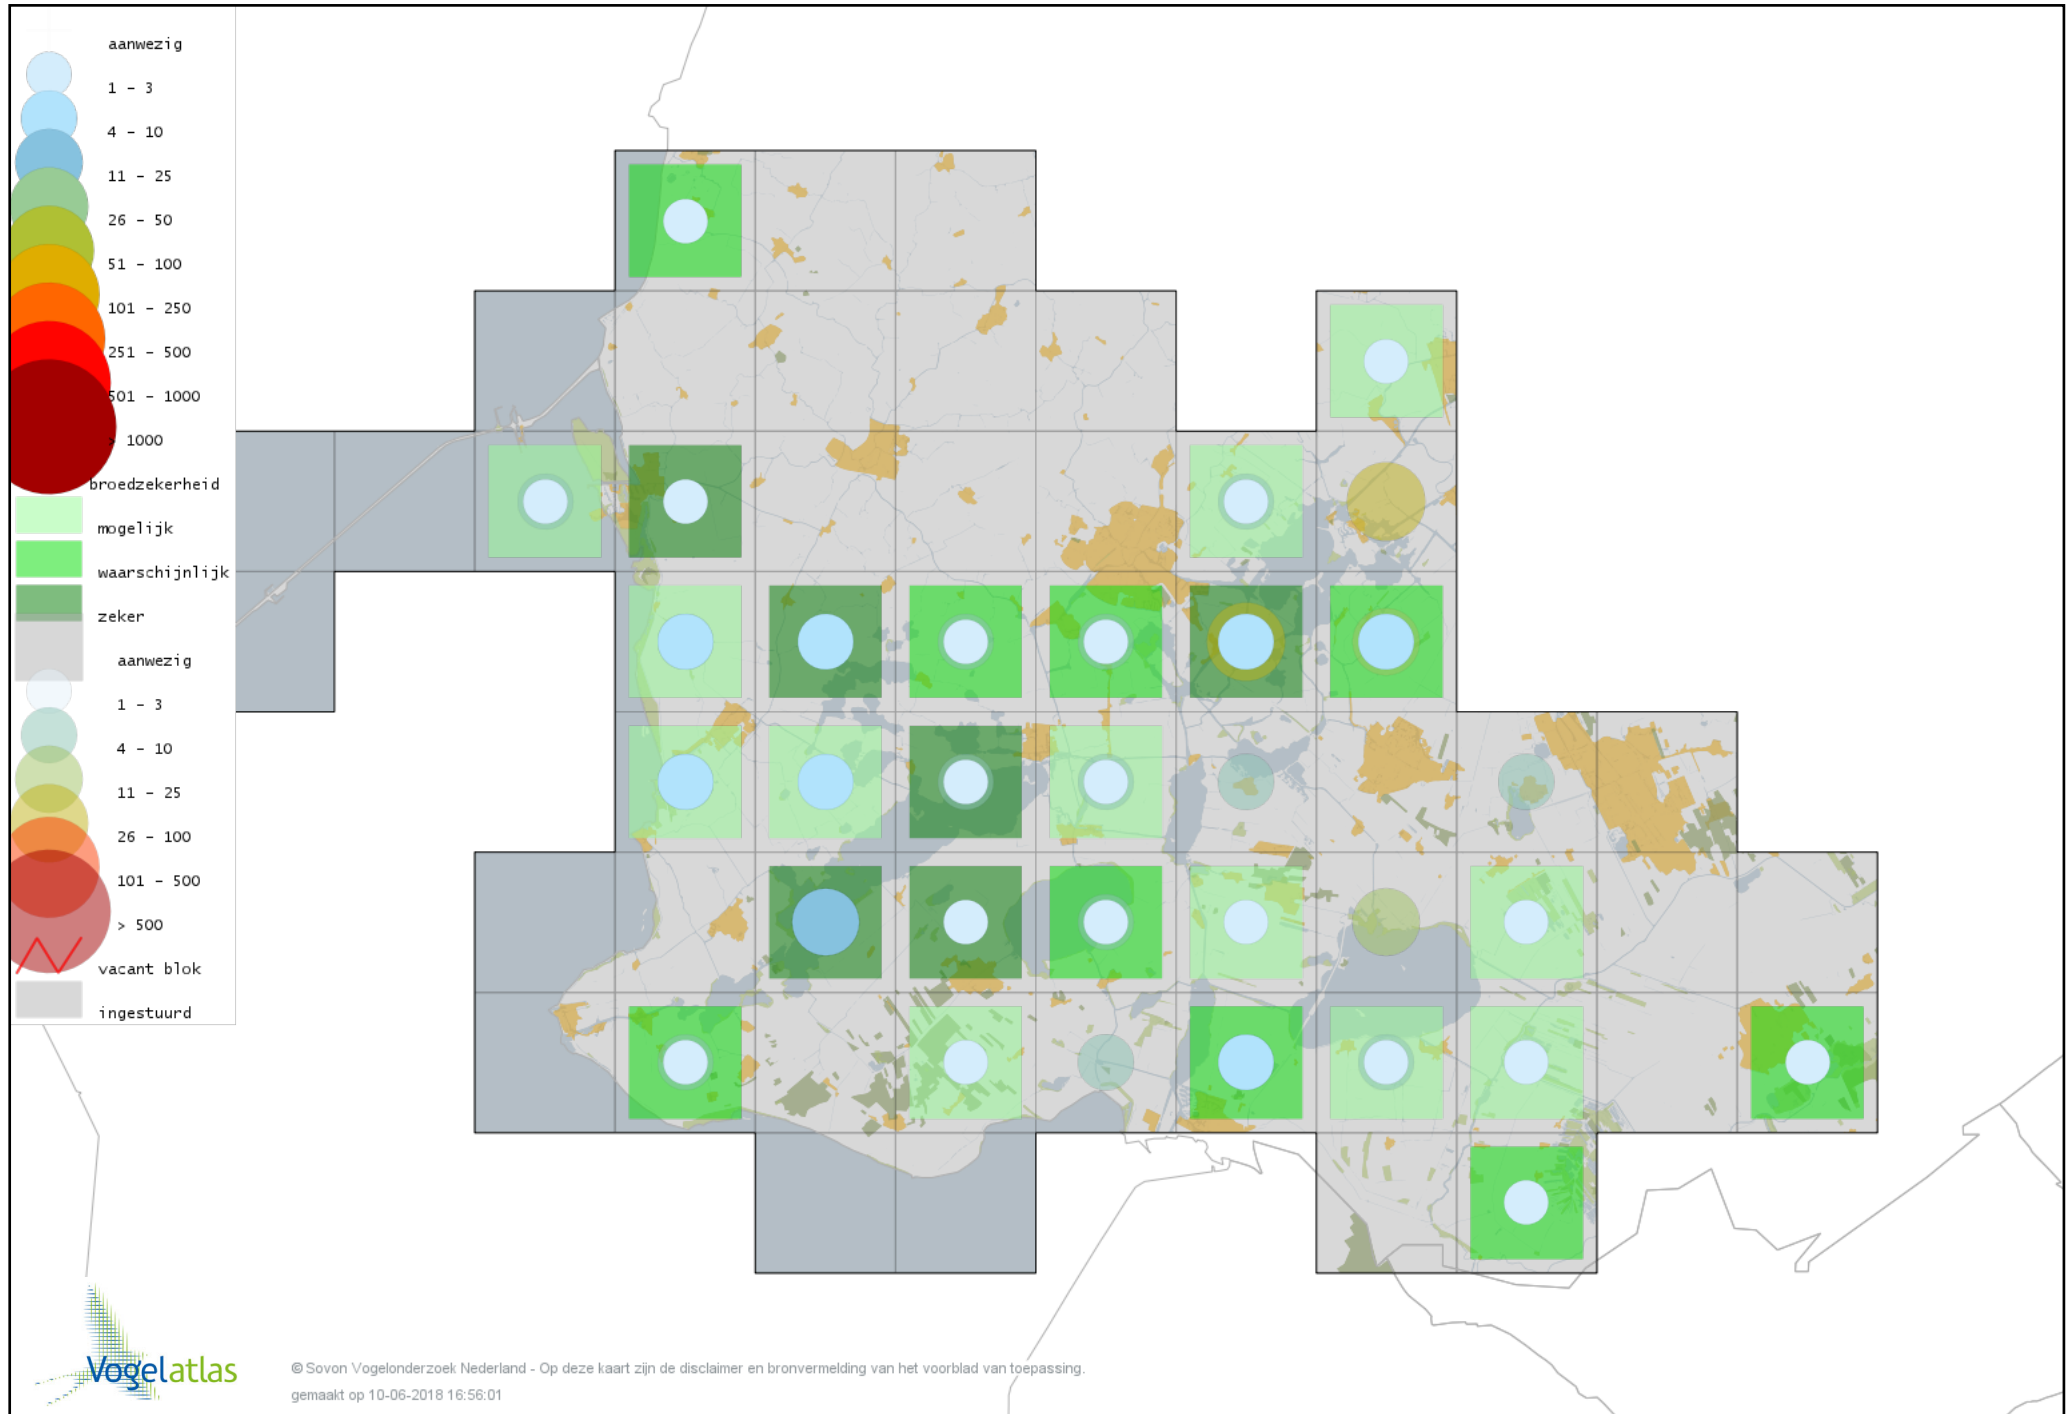 aanwezig
1 - 3
4 - 10
11 - 25
26 - 50
51 - 100
101 - 250
251 - 500
501 - 1000
> 1000
broedzekerheid
mogelijk
waarschijnlijk
zeker
aanwezig
1 - 3
4 - 10
11 - 25
26 - 100
101 - 500
> 500
vacant blok
ingestuurd
Vogelatlas
© Sovon Vogelonderzoek Nederland - Op deze kaart zijn de disclaimer en bronvermelding van het voorblad van toepassing.
gemaakt op 10-06-2018 16:56:01